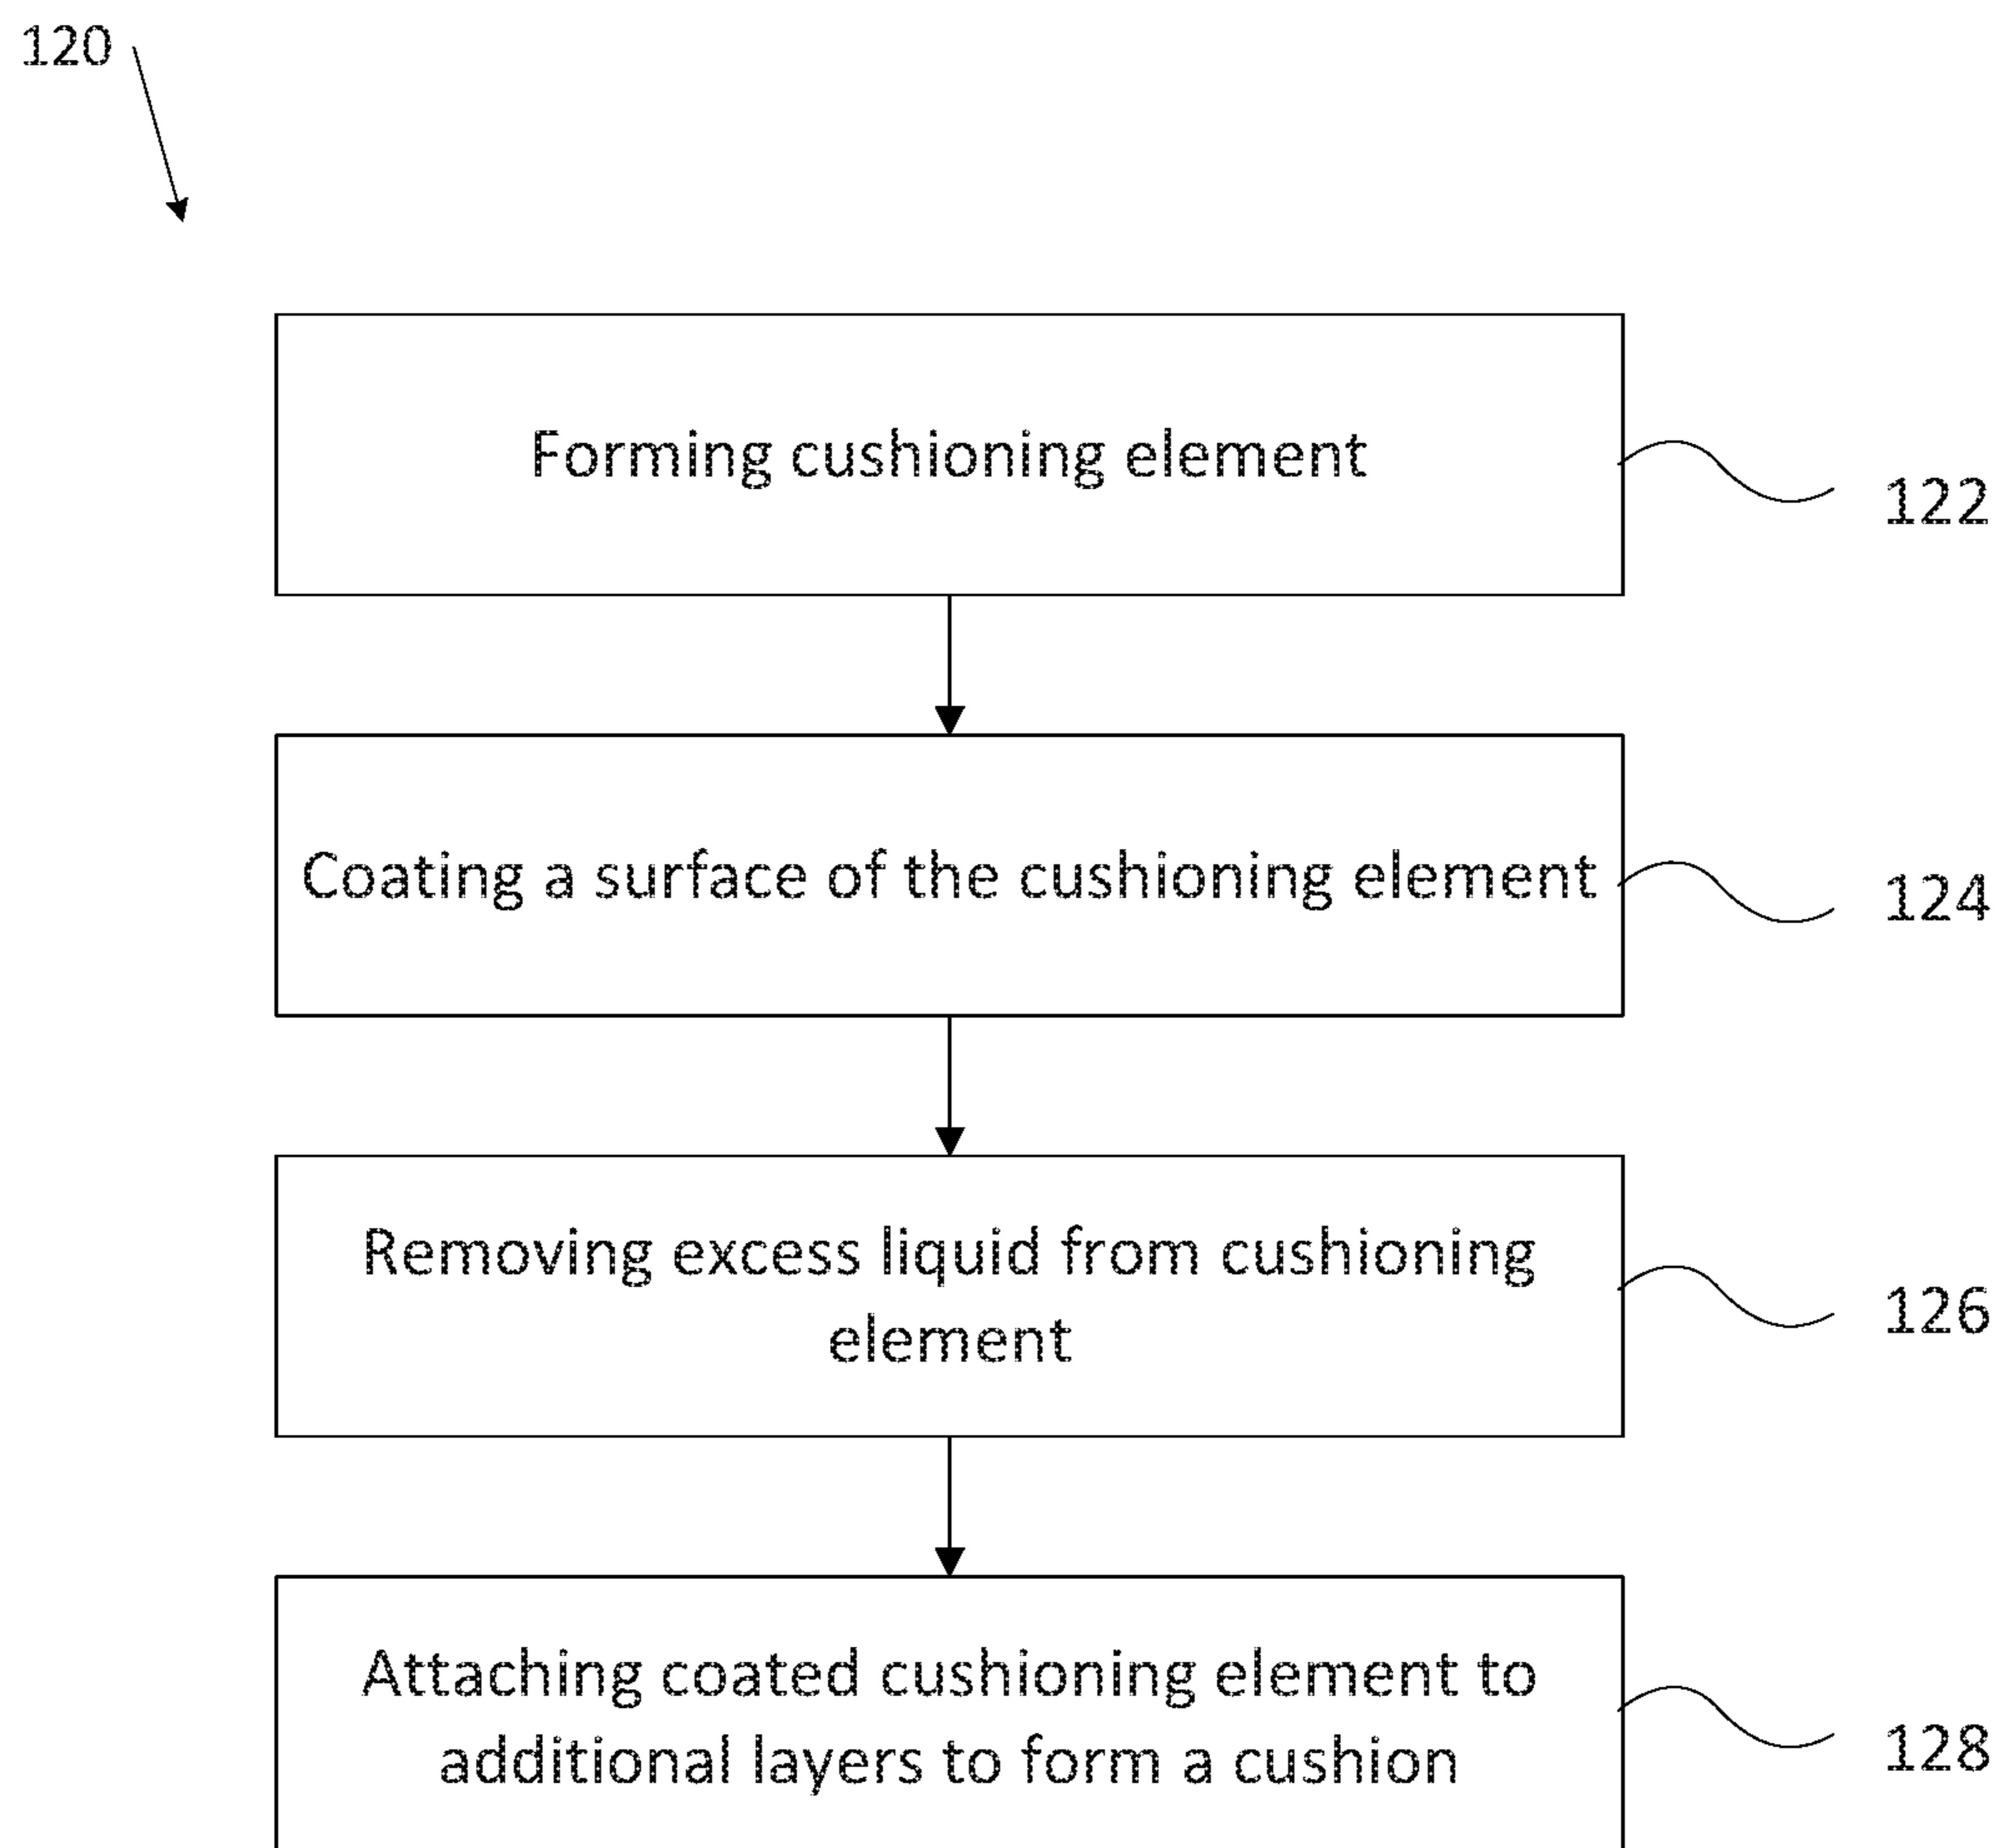 120
Forming cushioning element
122
Coating a surface of the cushioning element
124
Removing excess liquid from cushioning
element
126
Attaching coated cushioning element to
additional layers to form a cushion
128